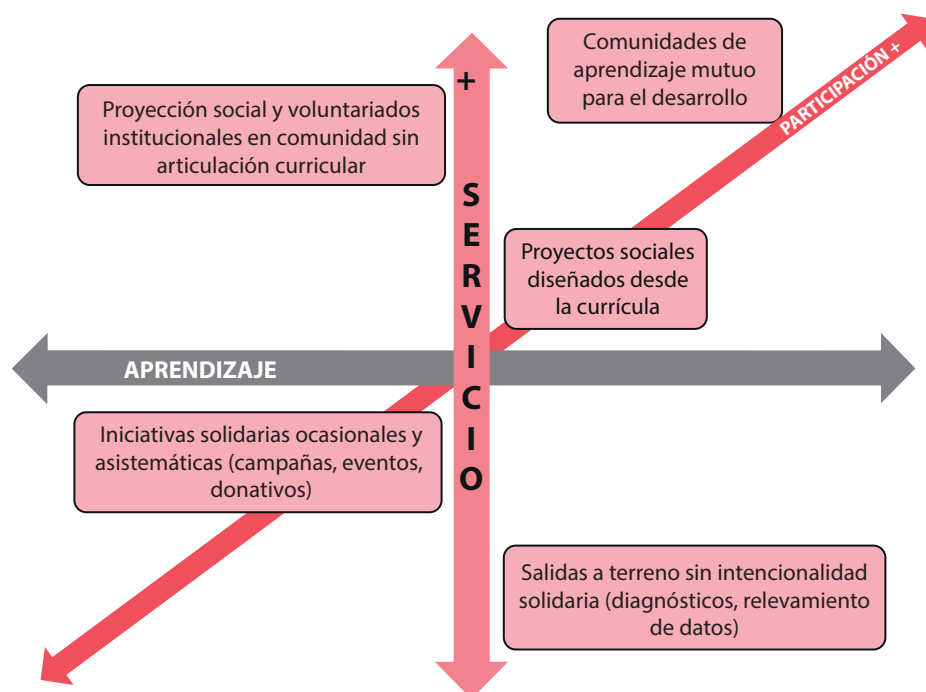 Comunidades de
aprendizaje mutuo
para el desarrollo
PARTICIPACIÓN +
+
SERVICIO
Proyección social y voluntariados
institucionales en comunidad sin
articulación curricular
Proyectos sociales
diseñados desde
la currícula
APRENDIZAJE
Iniciativas solidarias ocasionales y
asistemáticas (campañas, eventos,
donativos)
Salidas a terreno sin intencionalidad
solidaria (diagnósticos, relevamiento
de datos)